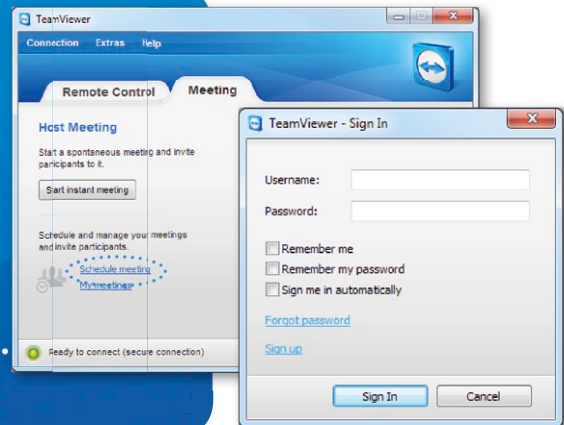 TeamViewer
Connection Extras Help
Remote Control Meeting
Host Meeting
Start a spontaneous meeting and invite
participants to it.
Start instant meeting
Schedule and manage your meetings
and invite participants.
Schedule meeting
My meetings
Ready to connect (secure connection)
TeamViewer - Sign In
Username:
Password:
Remember me
Remember my password
Sign me in automatically
Forgot password
Sign up
Sign In Cancel